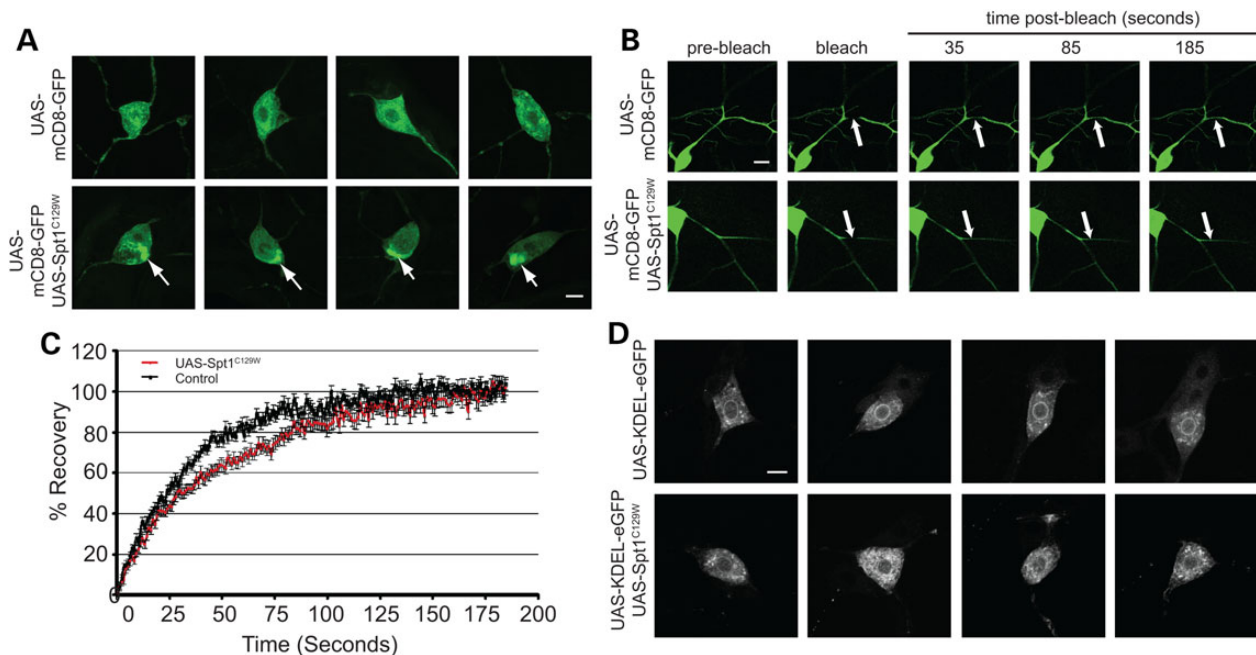 A
UAS-
mCD8-GFP
UAS-
mCD8-GFP
UAS-Spt1C129W
B
time post-bleach (seconds)
pre-bleach bleach 35 85 185
UAS-
mCD8-GFP
UAS-
mCD8-GFP
UAS-Spt1C129W
C
% Recovery
120
100
80
60
40
20
0
UAS-Spt1C129W
Control
0 25 50 75 100 125 150 175 200
Time (Seconds)
D
UAS-KDEL-eGFP
UAS-KDEL-eGFP
UAS-Spt1C129W